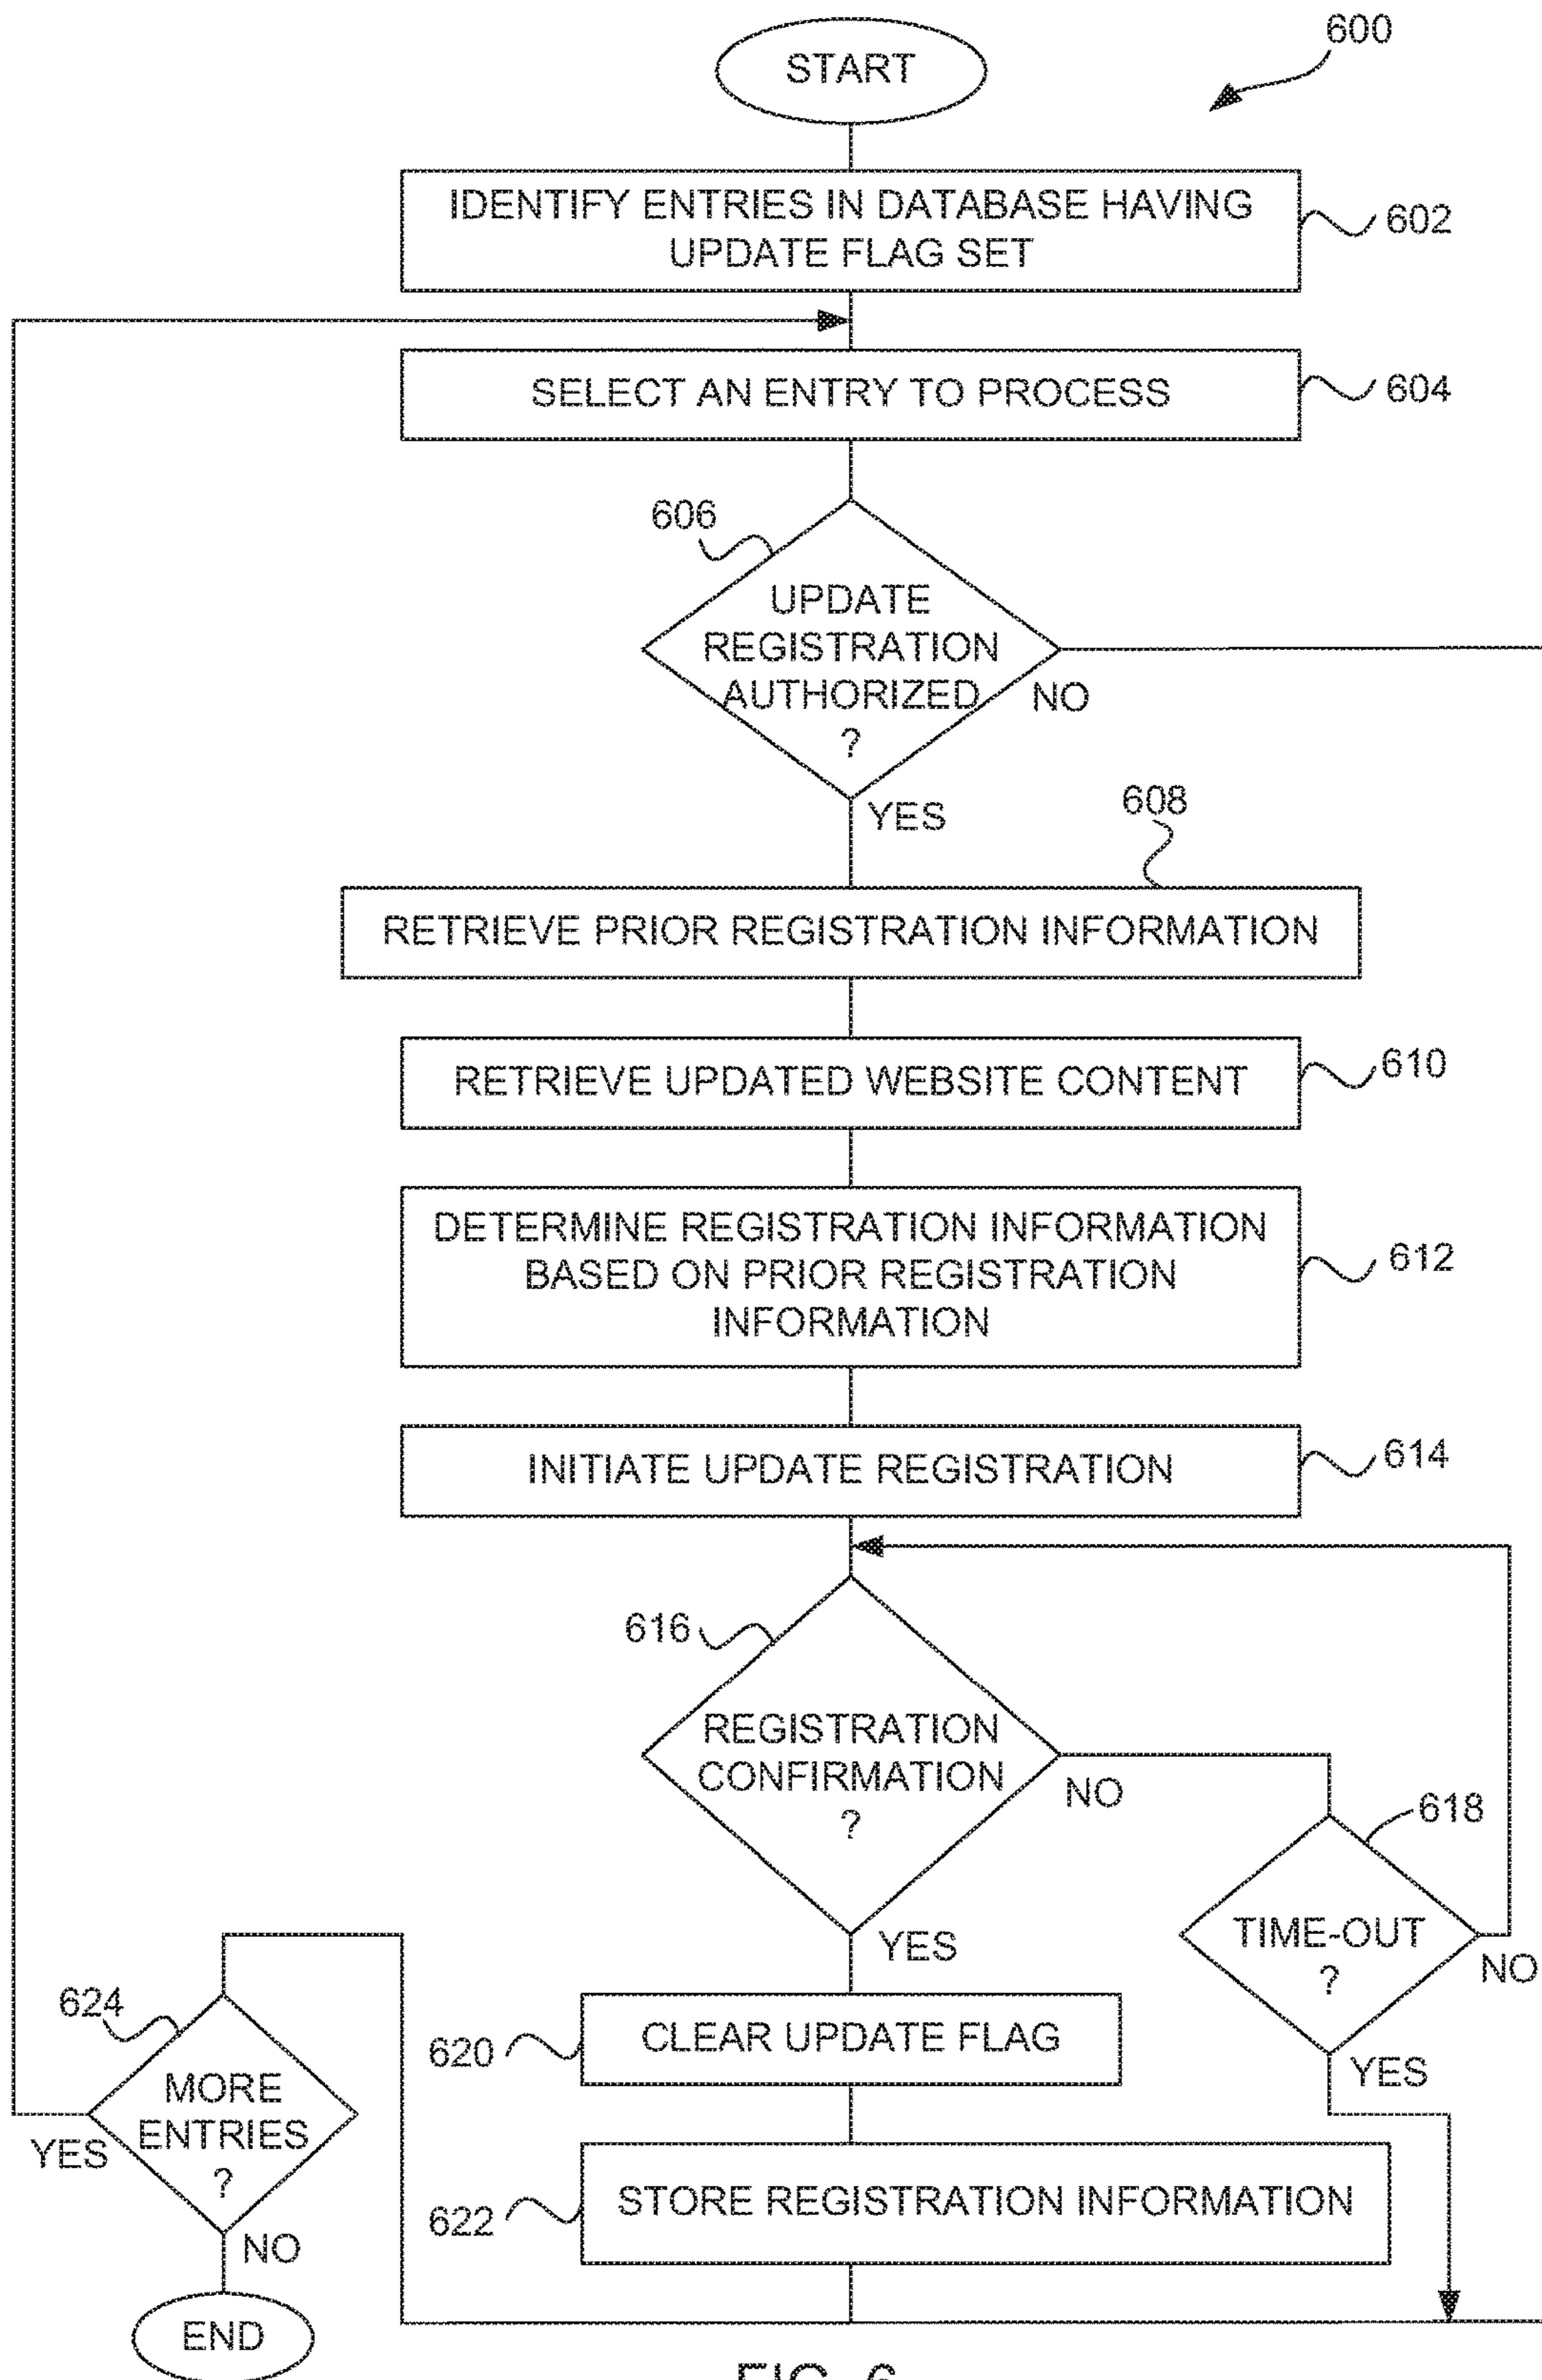 600
START
IDENTIFY ENTRIES IN DATABASE HAVING
UPDATE FLAG SET
602
SELECT AN ENTRY TO PROCESS
604
606
UPDATE
REGISTRATION
AUTHORIZED
?
NO
YES
608
RETRIEVE PRIOR REGISTRATION INFORMATION
RETRIEVE UPDATED WEBSITE CONTENT
610
DETERMINE REGISTRATION INFORMATION
BASED ON PRIOR REGISTRATION
INFORMATION
612
INITIATE UPDATE REGISTRATION
614
616
REGISTRATION
CONFIRMATION
?
NO
618
TIME-OUT
?
NO
YES
YES
620
CLEAR UPDATE FLAG
622
STORE REGISTRATION INFORMATION
624
MORE
ENTRIES
?
YES
NO
END
FIG. 6